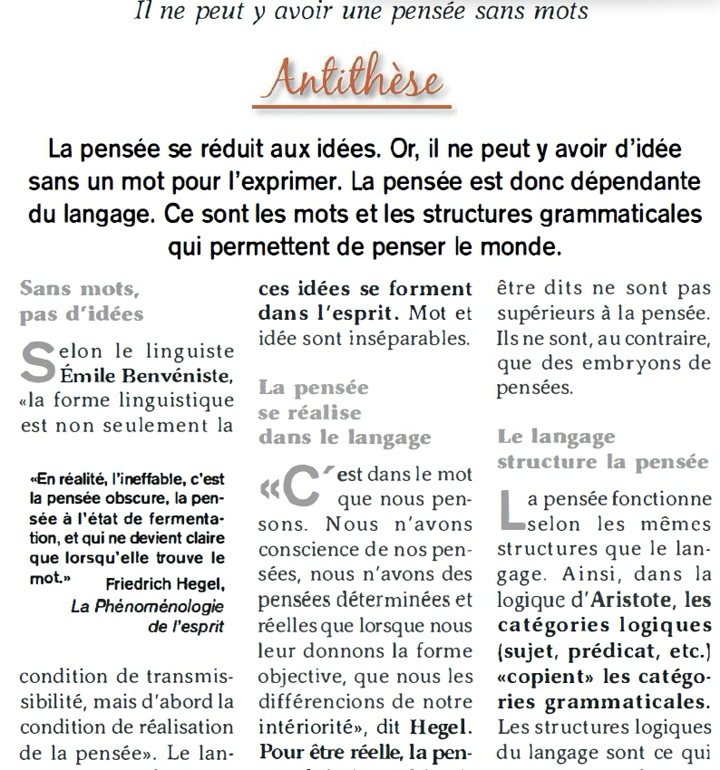 Il ne peut y avoir une pensée sans mots
Antithèse
La pensée se réduit aux idées. Or, il ne peut y avoir d'idée
sans un mot pour l'exprimer. La pensée est donc dépendante
du langage. Ce sont les mots et les structures grammaticales
qui permettent de penser le monde.
Sans mots,
pas d'idées
Selon le linguiste
Émile Benvéniste,
«la forme linguistique
est non seulement la
«En réalité, l'ineffable, c'est
la pensée obscure, la pen-
sée à l'état de fermenta-
tion, et qui ne devient claire
que lorsqu'elle trouve le
mot.» Friedrich Hegel,
La Phénoménologie
de l'esprit
condition de transmis-
sibilité, mais d'abord la
condition de réalisation
de la pensée». Le lan-
ces idées se forment
dans l'esprit. Mot et
idée sont inséparables.
La pensée
se réalise
dans le langage
«C'est dans le mot
que nous pen-
sons. Nous n'avons
conscience de nos pen-
sées, nous n'avons des
pensées déterminées et
réelles que lorsque nous
leur donnons la forme
objective, que nous les
différencions de notre
intériorité», dit Hegel.
Pour être réelle, la pen-
être dits ne sont pas
supérieurs à la pensée.
Ils ne sont, au contraire,
que des embryons de
pensées.
Le langage
structure la pensée
La pensée fonctionne
selon les mêmes
structures que le lan-
gage. Ainsi, dans la
logique d'Aristote, les
catégories logiques
(sujet, prédicat, etc.)
«copient» les catégo-
ries grammaticales.
Les structures logiques
du langage sont ce qui